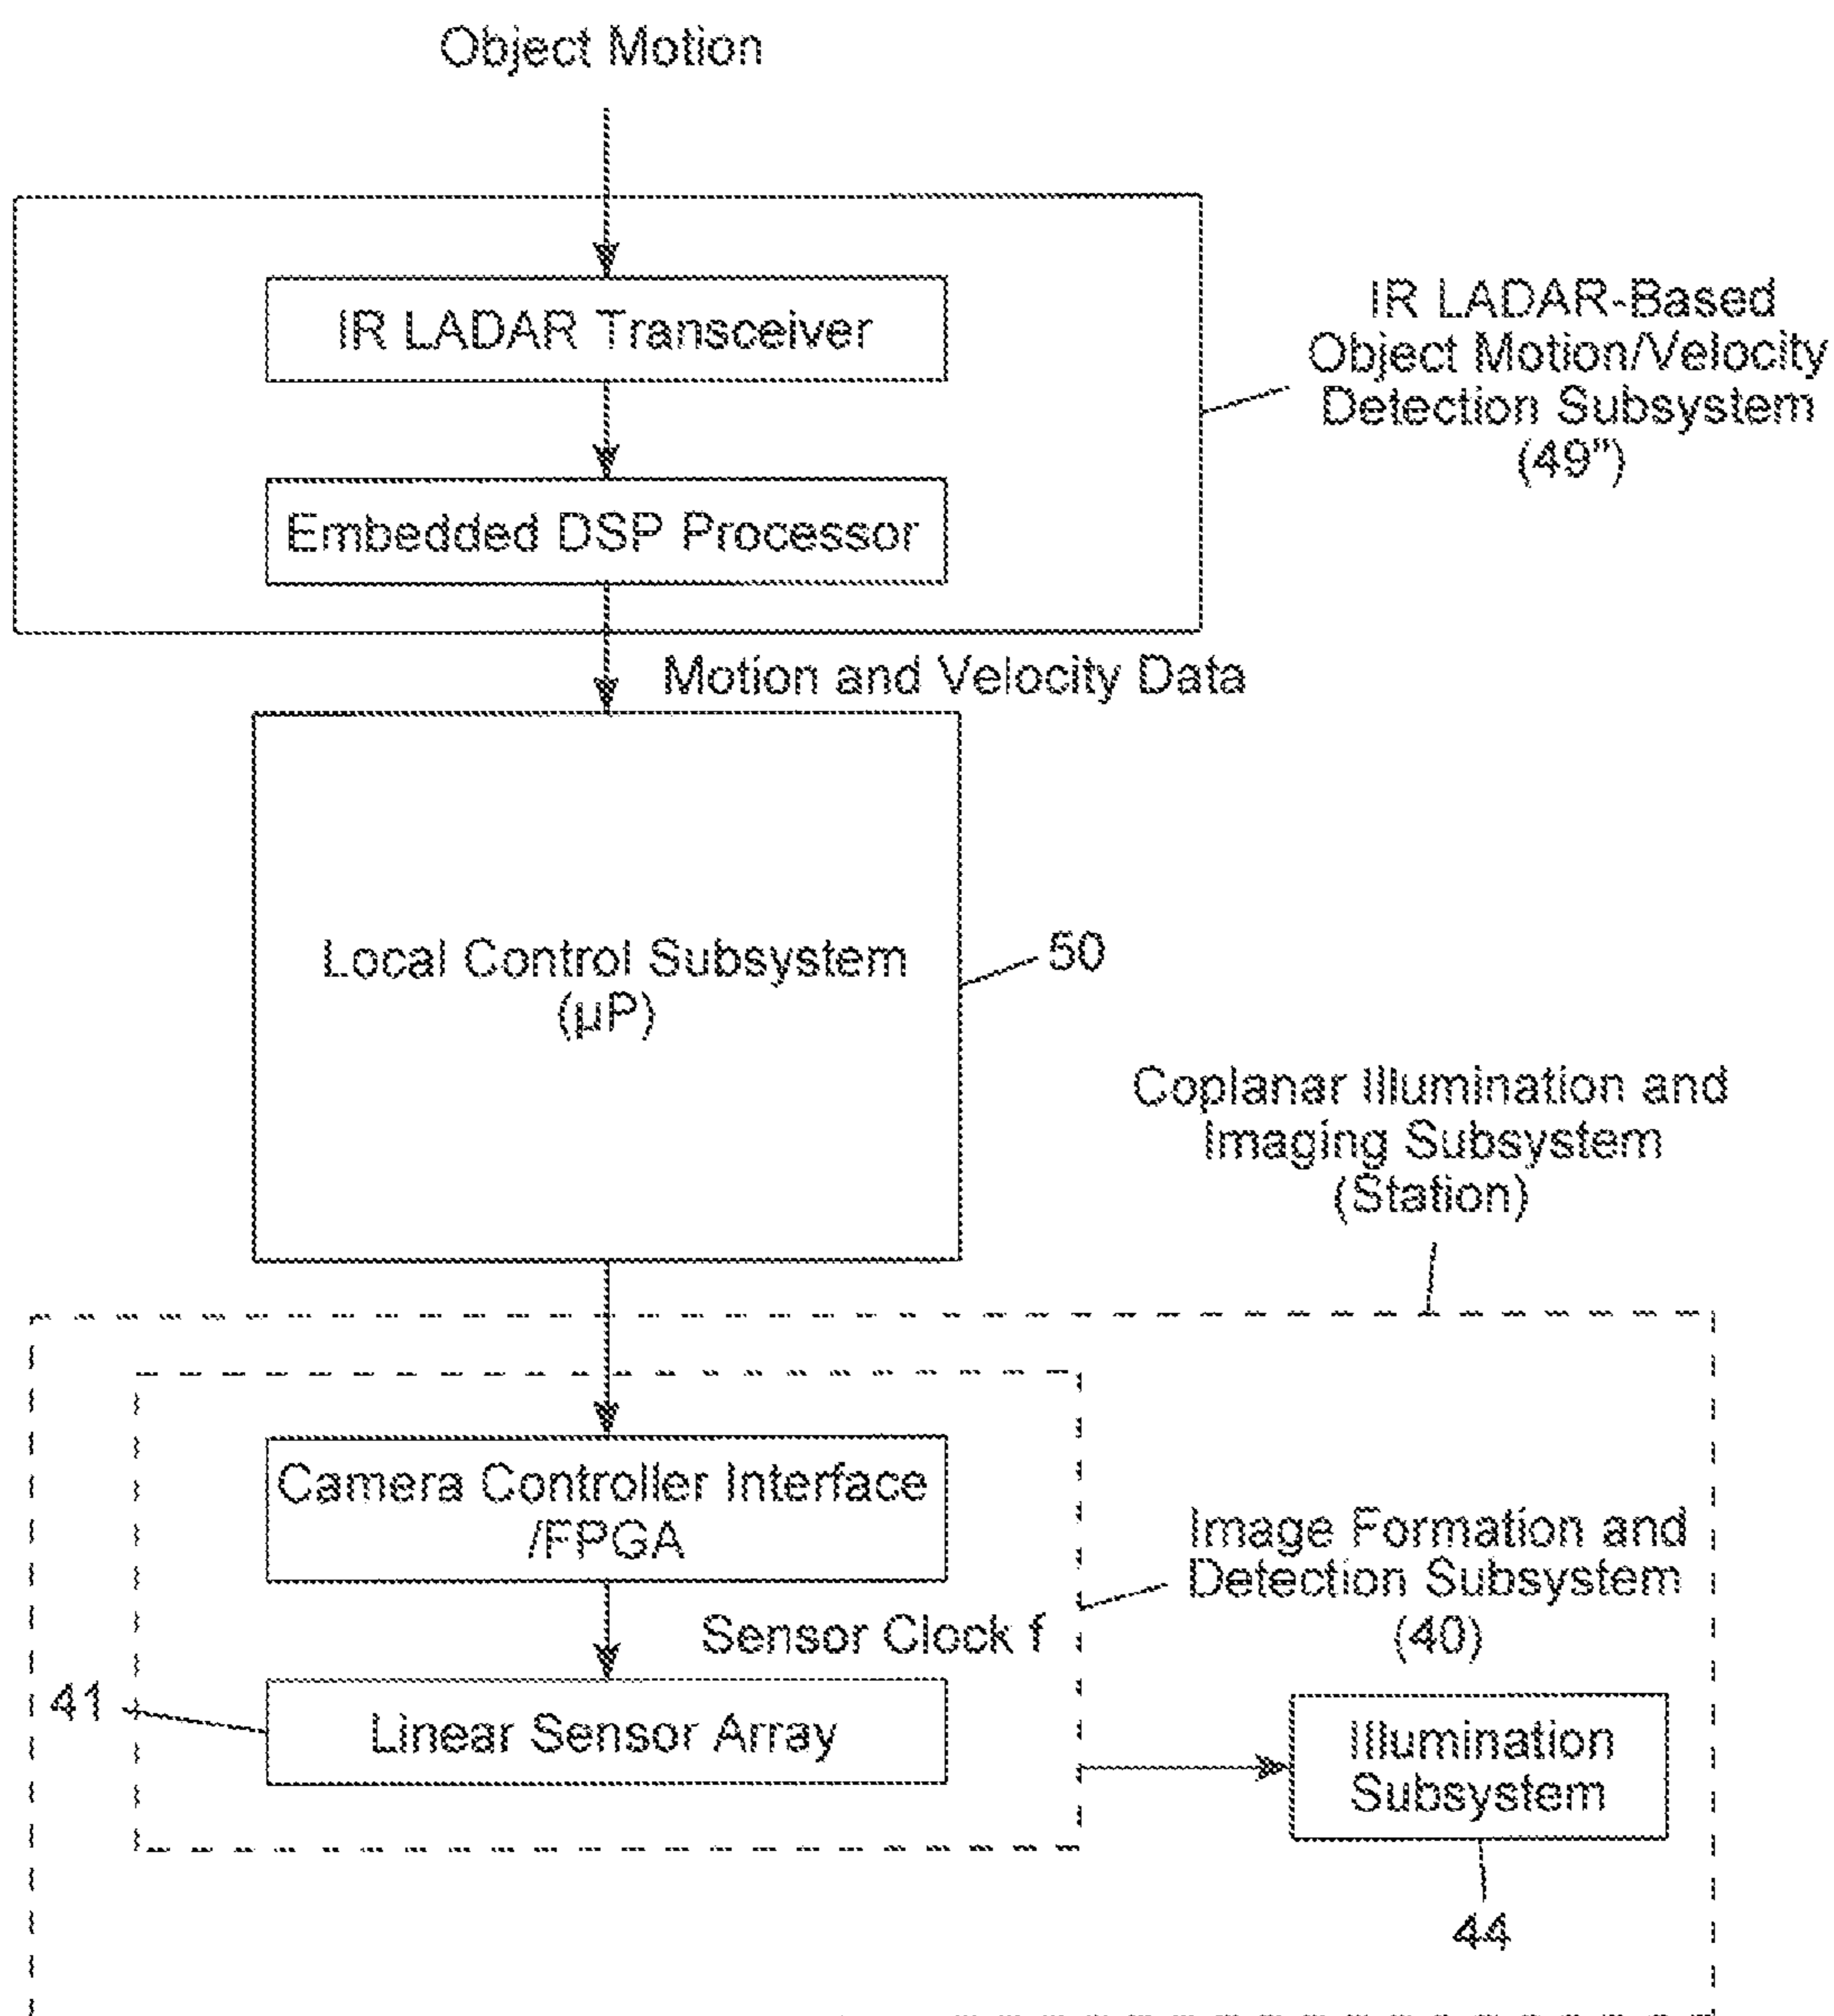 Object Motion
IR LADAR Transceiver
IR LADAR-Based
Object Motion/Velocity
Detection Subsystem
(49")
Embedded DSP Processor
Motion and Velocity Data
Local Control Subsystem
(µP)
50
Coplanar Illumination and
Imaging Subsystem
(Station)
Camera Controller Interface
/FPGA
Image Formation and
Detection Subsystem
(40)
Sensor Clock f
41
Linear Sensor Array
Illumination
Subsystem
44